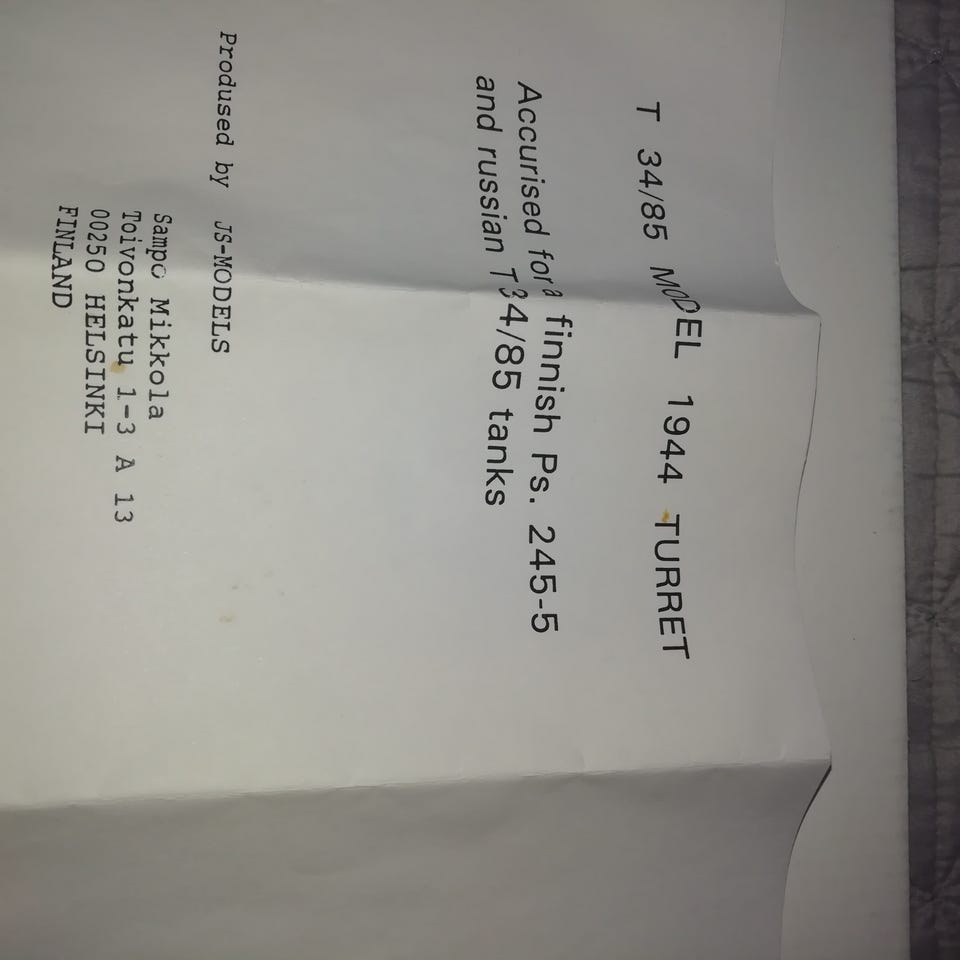 T 34/85 MODEL 1944 TURRET
Accurised for a finnish Ps. 245-5
and russian T34/85 tanks
Prodused by JS-MODELS
Sampo Mikkola
Toivonkatu 1-3 A 13
00250 HELSINKI
FINLAND